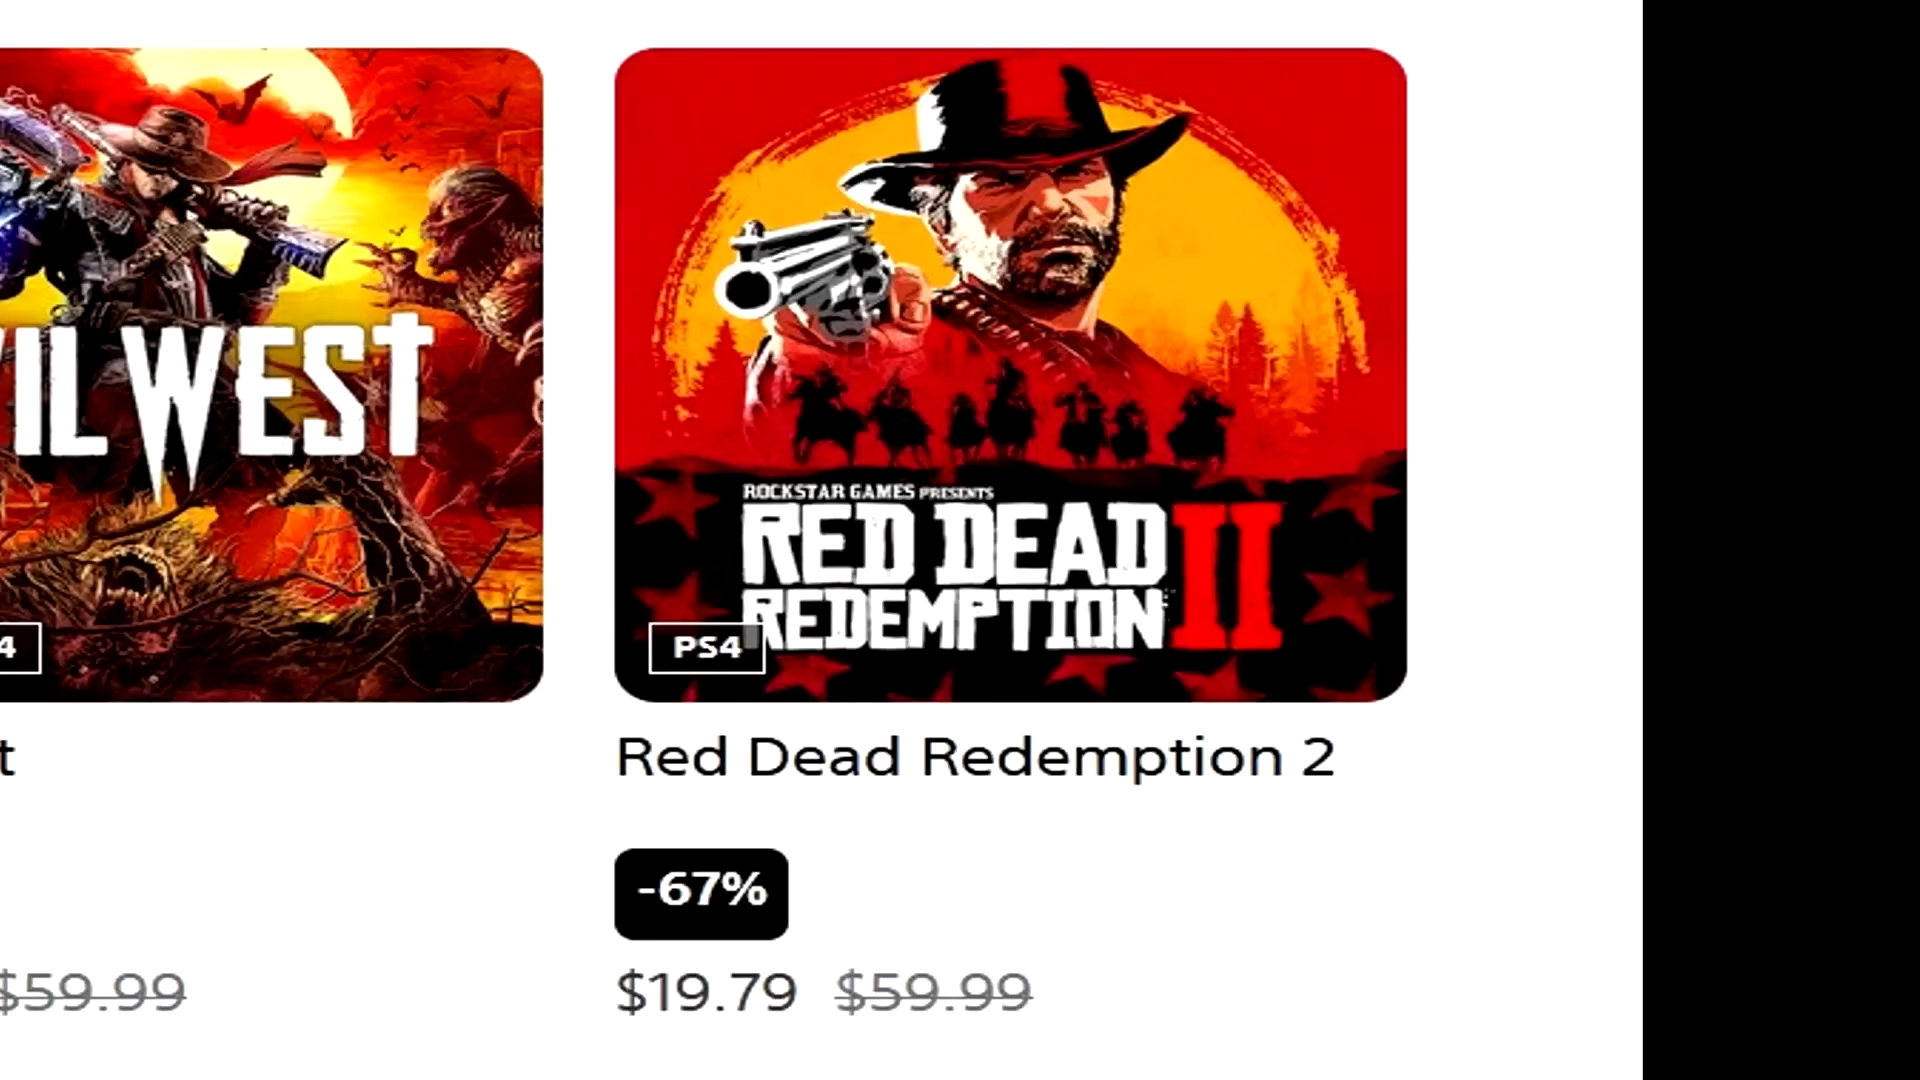 WEST
4
t
$59.99
ROCKSTAR GAMES PRESENTS
RED DEAD
REDEMPTION II
PS4
Red Dead Redemption 2
-67%
$19.79 $59.99